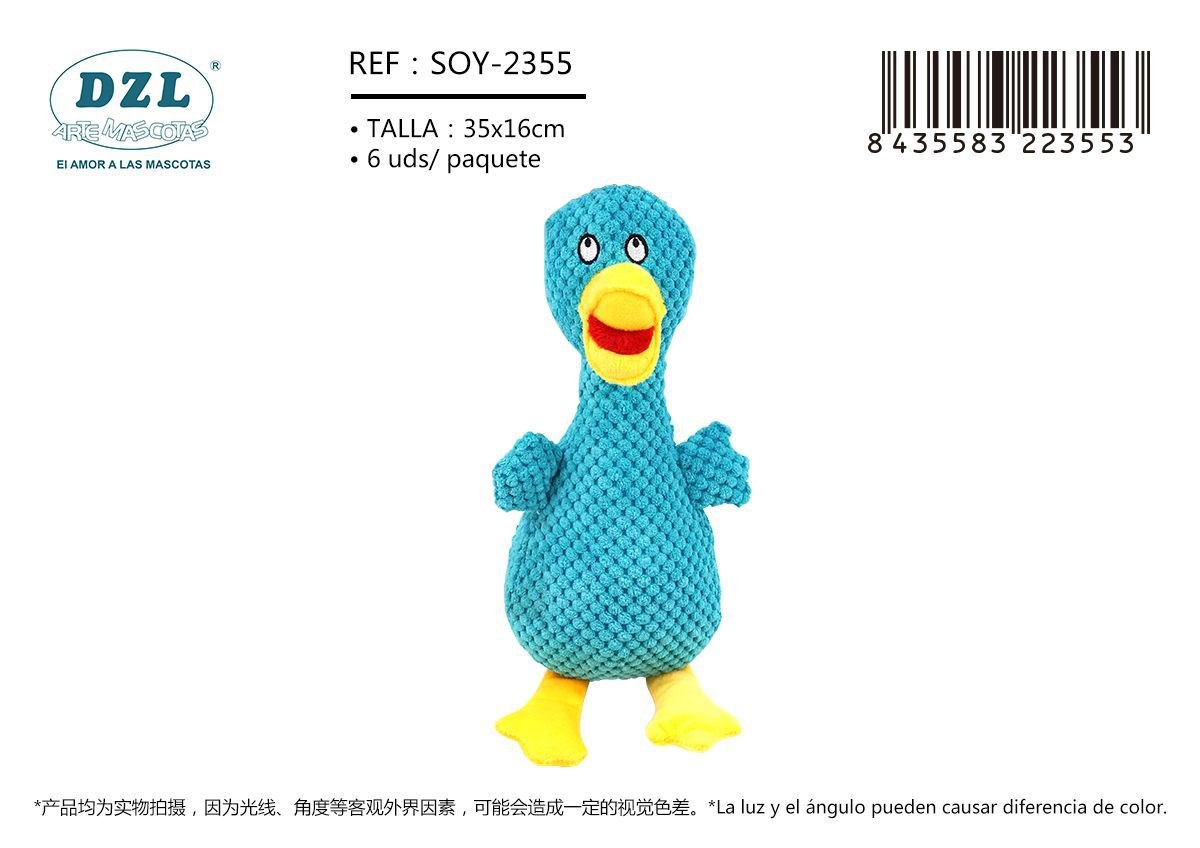 DZL
®
ARTE MASCOTAS
El AMOR A LAS MASCOTAS
REF：SOY-2355
• TALLA：35x16cm
• 6 uds/ paquete
8 435583 223553
*产品均为实物拍摄，因为光线、角度等客观外界因素，可能会造成一定的视觉色差。*La luz y el ángulo pueden causar diferencia de color.